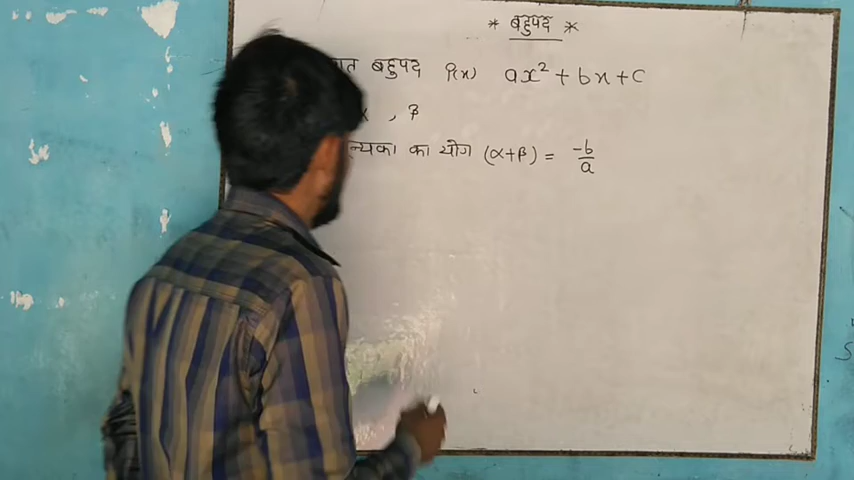 * बहुपद *
बहुपद P(x) ax² + bx + c
, β
का योग (α+β) = -b/a